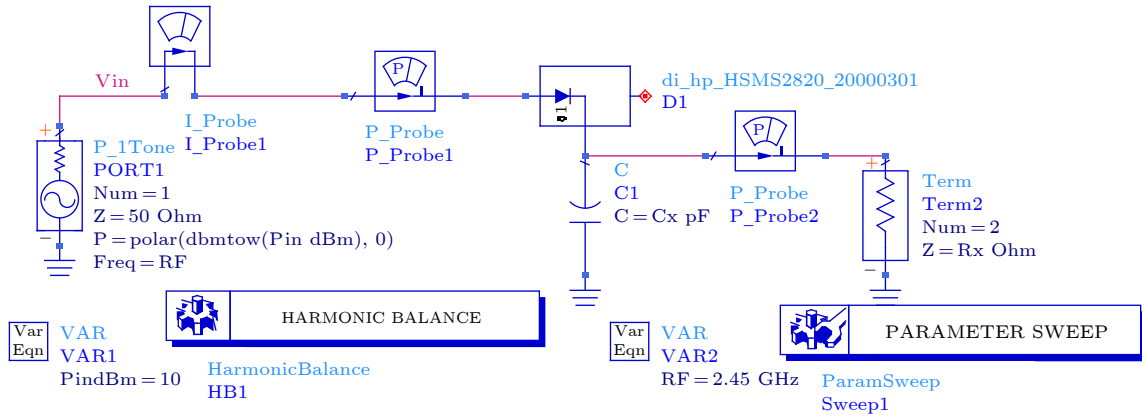 Vin
+
P_1Tone
PORT1
Num = 1
Z = 50 Ohm
P = polar(dbmtow(Pin dBm), 0)
Freq = RF
−
I_Probe
I_Probe1
P
P_Probe
P_Probe1
di_hp_HSMS2820_20000301
D1
C
C1
C = Cx pF
P
P_Probe
P_Probe2
+
Term
Term2
Num = 2
Z = Rx Ohm
−
Var
Eqn
VAR
VAR1
PindBm = 10
HARMONIC BALANCE
HarmonicBalance
HB1
Var
Eqn
VAR
VAR2
RF = 2.45 GHz
PARAMETER SWEEP
ParamSweep
Sweep1